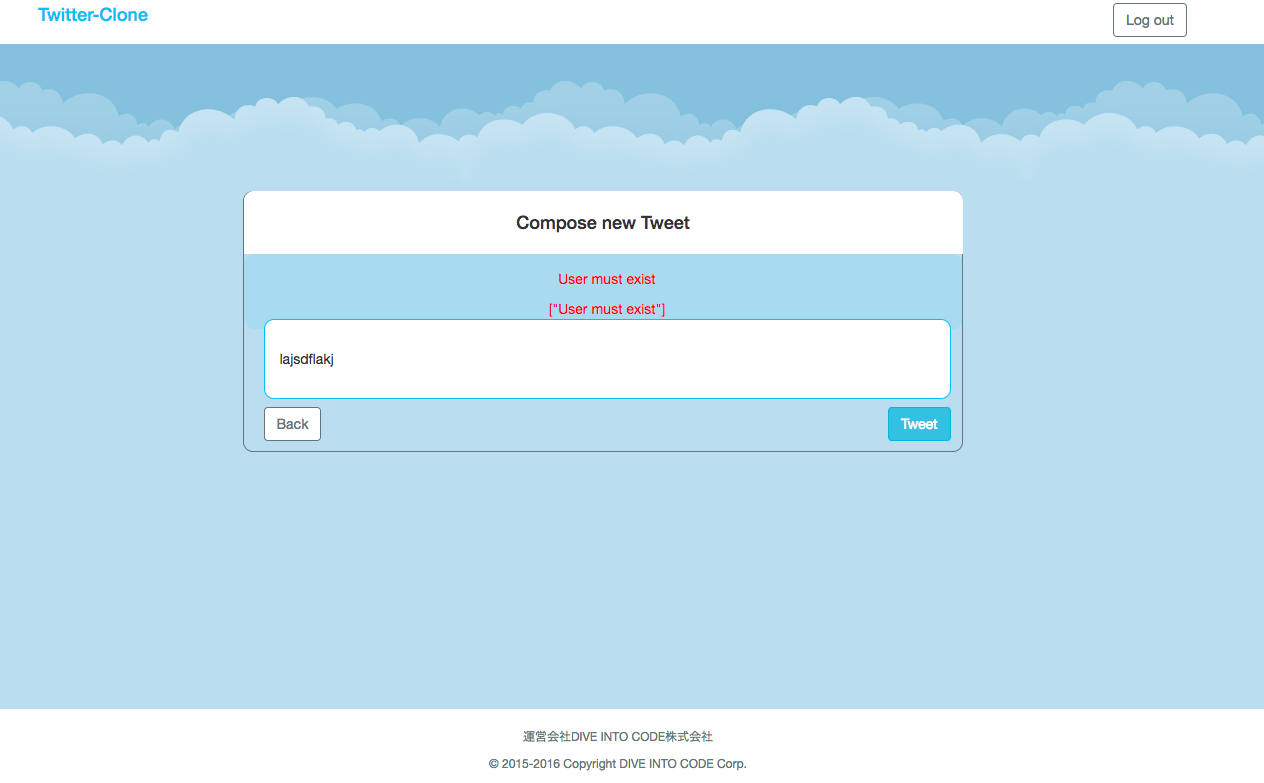 Twitter-Clone
Log out
Compose new Tweet
User must exist
["User must exist"]
lajsdflakj
Back
Tweet
運営会社DIVE INTO CODE株式会社
© 2015-2016 Copyright DIVE INTO CODE Corp.